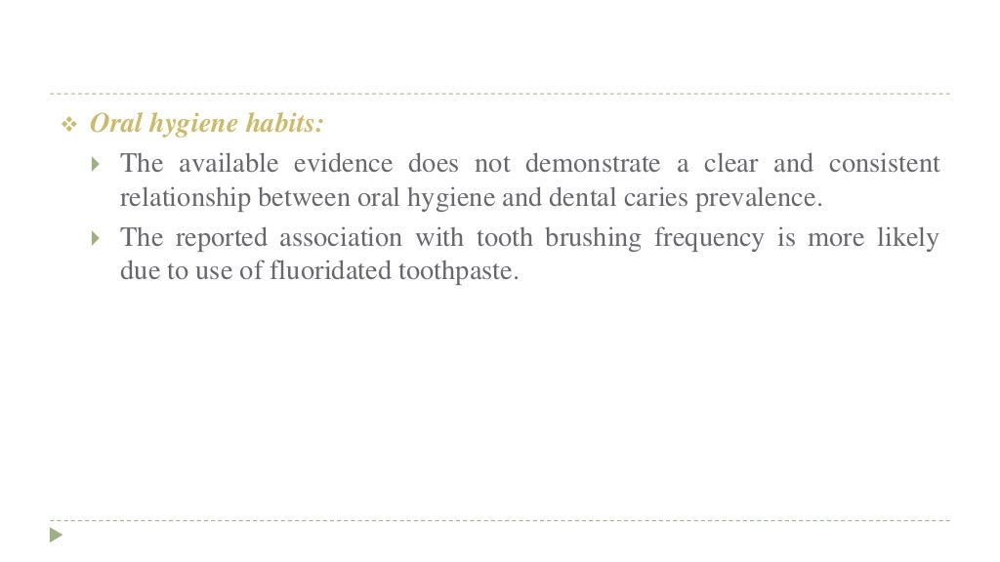 ❖ Oral hygiene habits:
The available evidence does not demonstrate a clear and consistent
relationship between oral hygiene and dental caries prevalence.
The reported association with tooth brushing frequency is more likely
due to use of fluoridated toothpaste.